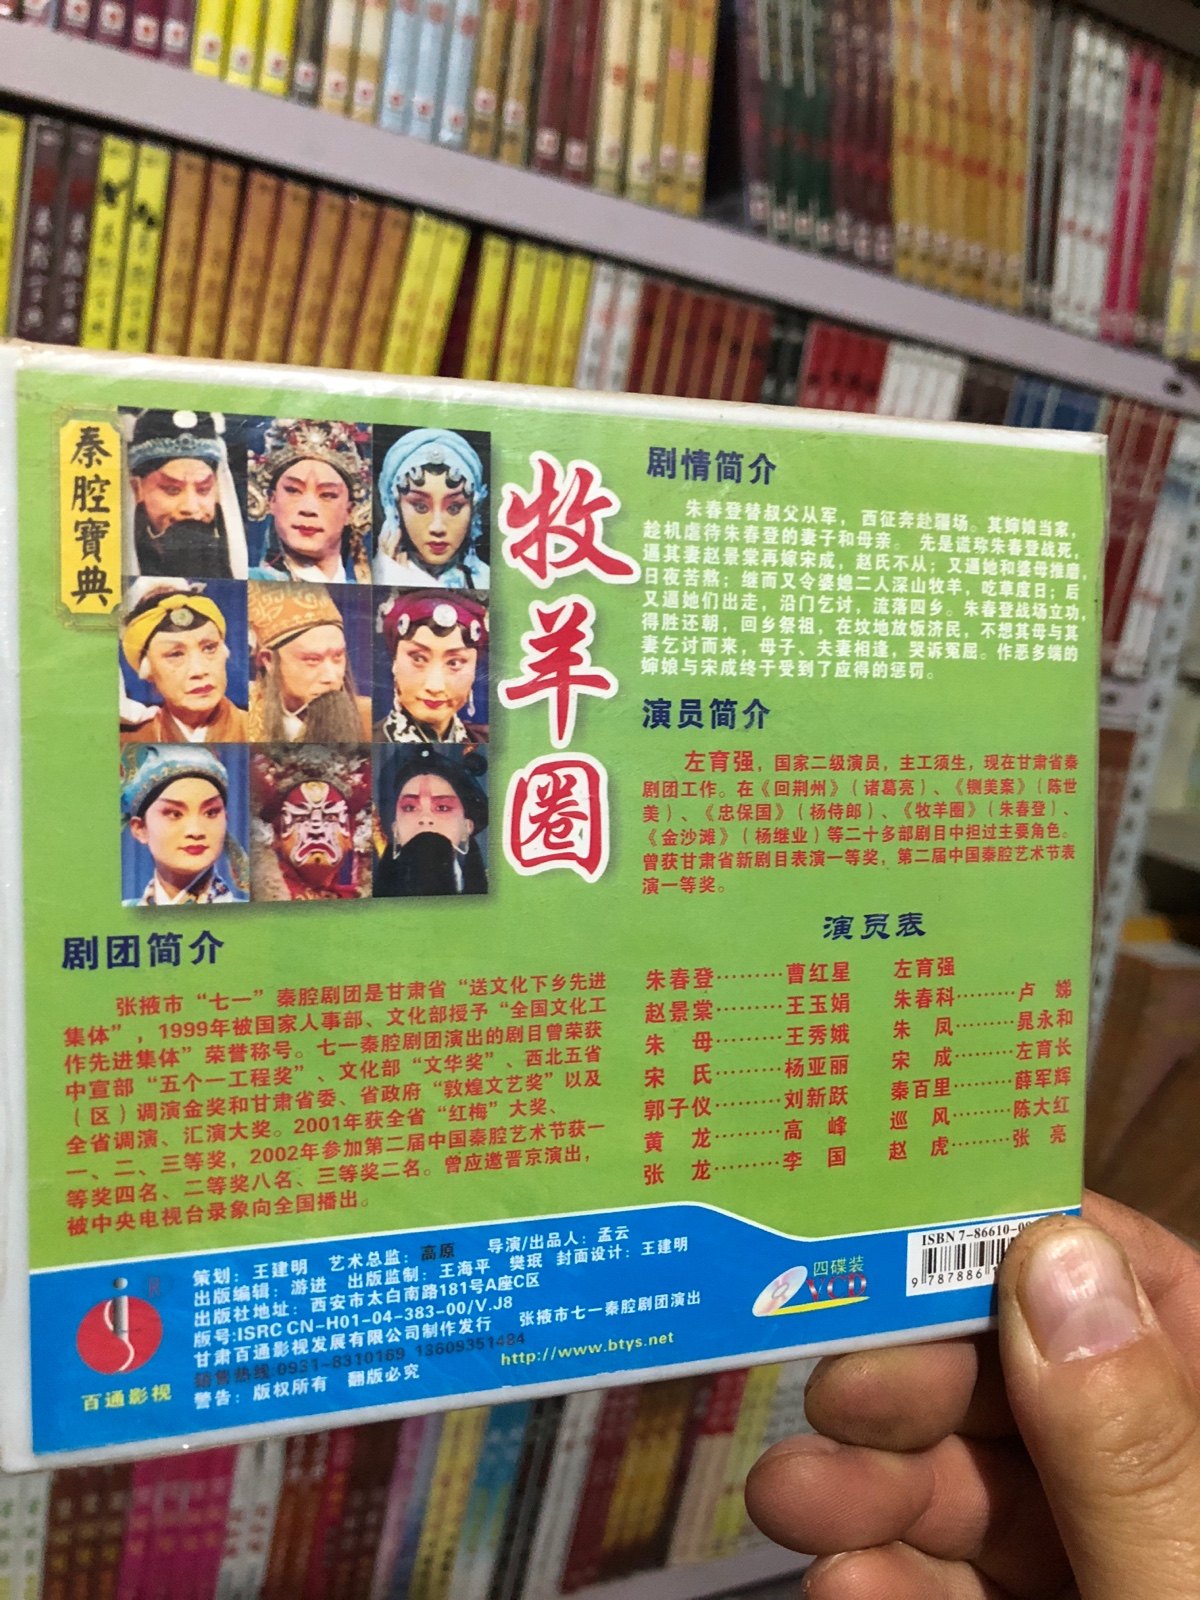 秦腔寶典
牧羊圈
剧情简介
朱春登替叔父从军，西征奔赴疆场。其婶娘当家，
趁机虐待朱春登的妻子和母亲。先是谎称朱春登战死，
逼其妻赵景棠再嫁宋成，赵氏不从；又逼她和婆母推磨，
日夜苦熬；继而又令婆媳二人深山牧羊，吃草度日；后
又逼她们出走，沿门乞讨，流落四乡。朱春登战场立功，
得胜还朝，回乡祭祖，在坟地放饭济民，不想其母与其
妻乞讨而来，母子、夫妻相逢，哭诉冤屈。作恶多端的
婶娘与宋成终于受到了应得的惩罚。
演员简介
左育强，国家二级演员，主工须生，现在甘肃省秦
剧团工作。在《回荆州》（诸葛亮）、《铡美案》（陈世
美）、《忠保国》（杨侍郎）、《牧羊圈》（朱春登）、
《金沙滩》（杨继业）等二十多部剧目中担过主要角色。
曾获甘肃省新剧目表演一等奖，第二届中国秦腔艺术节表
演一等奖。
演员表
朱春登………曹红星 左育强
赵景棠………王玉娟 朱春科………卢 娣
朱 母………王秀娥 朱 凤………晁永和
宋 氏………杨亚丽 宋 成………左育长
郭子仪………刘新跃 秦百里………薛军辉
黄 龙………高 峰 巡 风………陈大红
张 龙………李 国 赵 虎………张 亮
剧团简介
张掖市“七一”秦腔剧团是甘肃省“送文化下乡先进
集体”，1999年被国家人事部、文化部授予“全国文化工
作先进集体”荣誉称号。七一秦腔剧团演出的剧目曾荣获
中宣部“五个一工程奖”、文化部“文华奖”、西北五省
（区）调演金奖和甘肃省委、省政府“敦煌文艺奖”以及
全省调演、汇演大奖。2001年获全省“红梅”大奖、
一、二、三等奖，2002年参加第二届中国秦腔艺术节获一
等奖四名、二等奖八名、三等奖二名。曾应邀晋京演出，
被中央电视台录象向全国播出。
策划：王建明 艺术总监：高原 导演/出品人：孟云
出版编辑：游进 出版监制：王海平 樊珉 封面设计：王建明
出版社地址：西安市太白南路181号A座C区
版号:ISRC CN-H01-04-383-00/V.J8
甘肃百通影视发展有限公司制作发行 张掖市七一秦腔剧团演出
销售热线:0931-8310169 13609351484
http://www.btys.net
警告：版权所有 翻版必究
百通影视
四碟装
VCD
ISBN 7-86610-0
9 787886